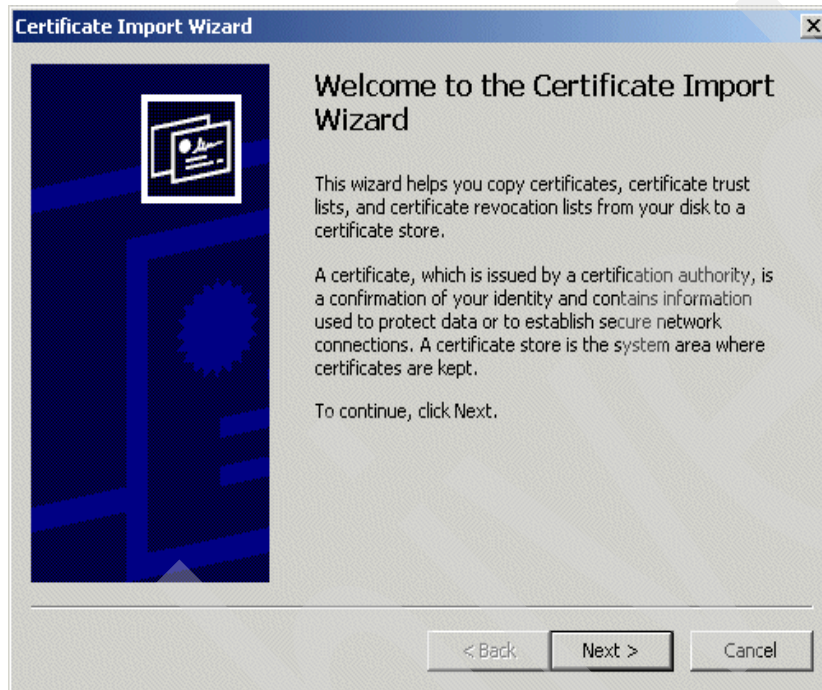 Certificate Import Wizard
Welcome to the Certificate Import
Wizard
This wizard helps you copy certificates, certificate trust
lists, and certificate revocation lists from your disk to a
certificate store.
A certificate, which is issued by a certification authority, is
a confirmation of your identity and contains information
used to protect data or to establish secure network
connections. A certificate store is the system area where
certificates are kept.
To continue, click Next.
< Back
Next >
Cancel